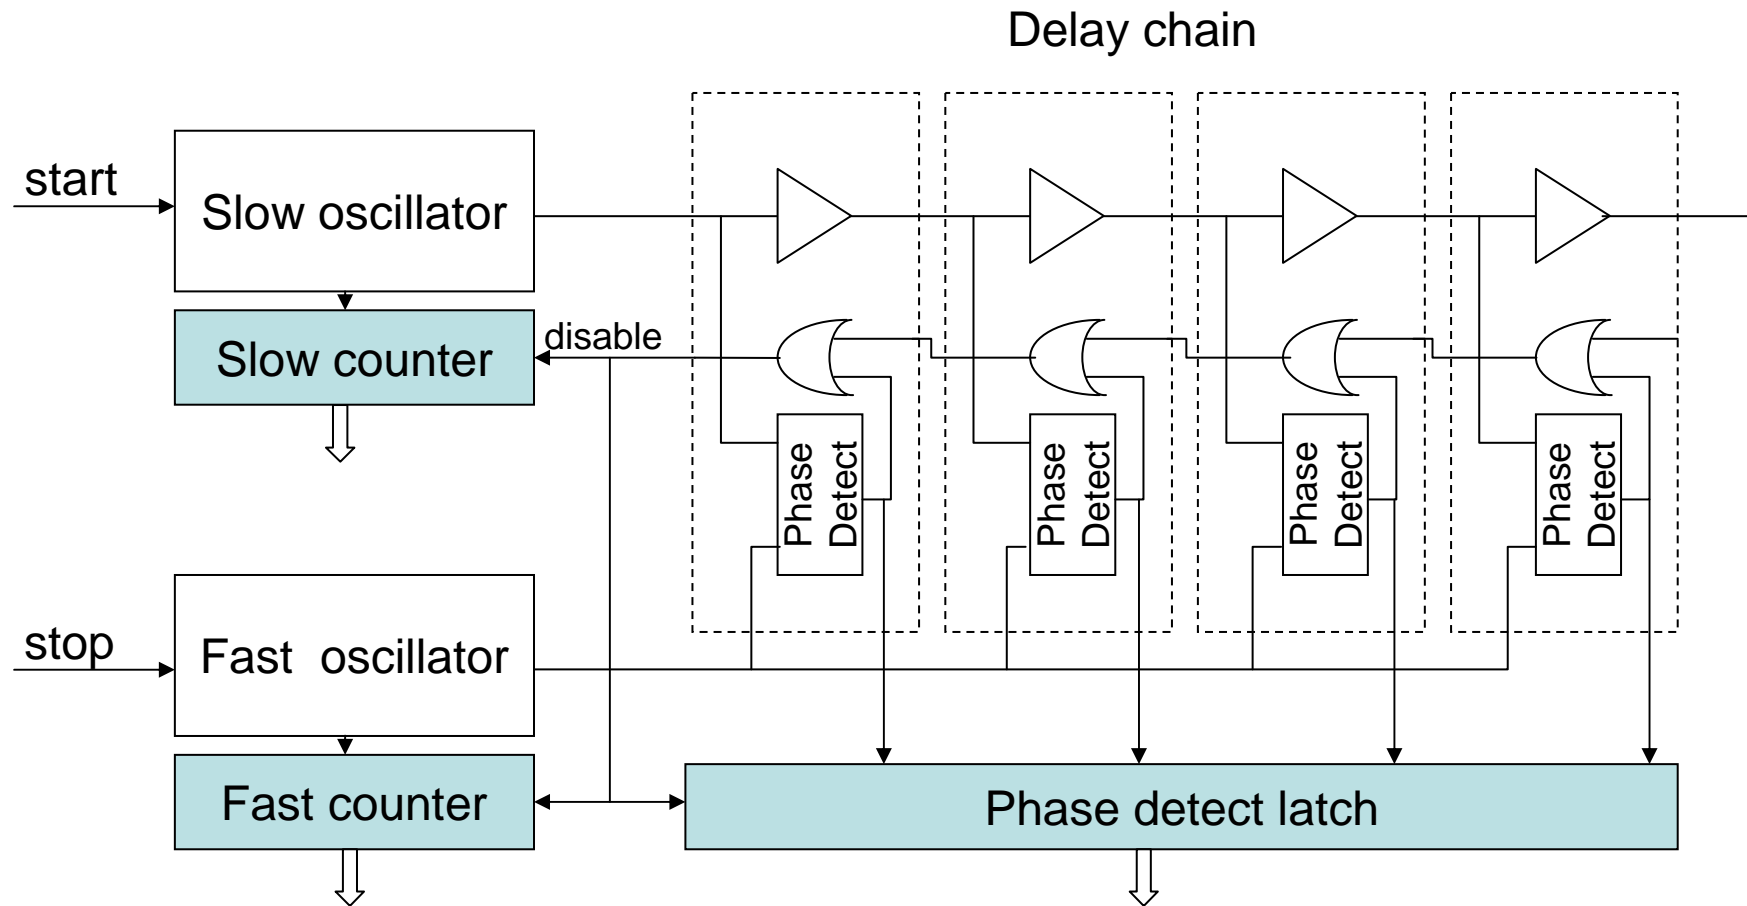 Delay chain
start
Slow oscillator
disable
Slow counter
Phase
Detect
Phase
Detect
Phase
Detect
Phase
Detect
stop
Fast oscillator
Fast counter
Phase detect latch